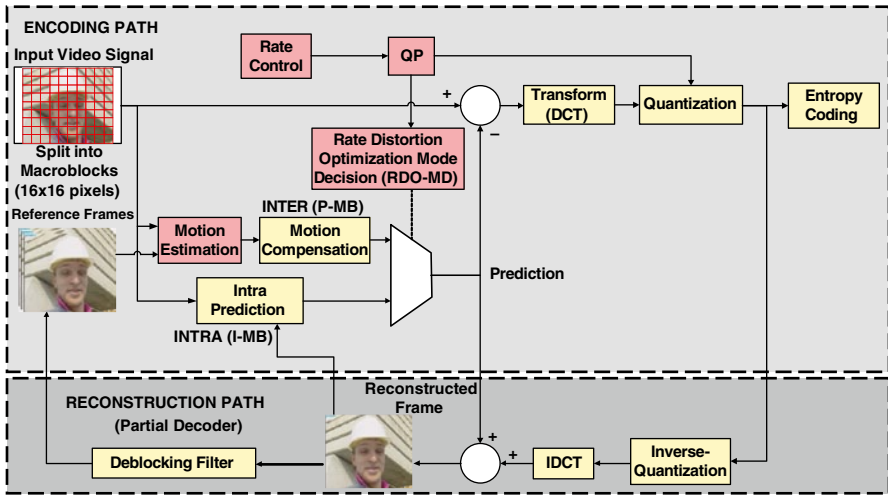 ENCODING PATH
Input Video Signal
Split into
Macroblocks
(16x16 pixels)
Reference Frames
Rate
Control
QP
Rate Distortion
Optimization Mode
Decision (RDO-MD)
+
−
Transform
(DCT)
Quantization
Entropy
Coding
INTER (P-MB)
Motion
Estimation
Motion
Compensation
Intra
Prediction
INTRA (I-MB)
Prediction
RECONSTRUCTION PATH
(Partial Decoder)
Reconstructed
Frame
Deblocking Filter
+
+
IDCT
Inverse-
Quantization